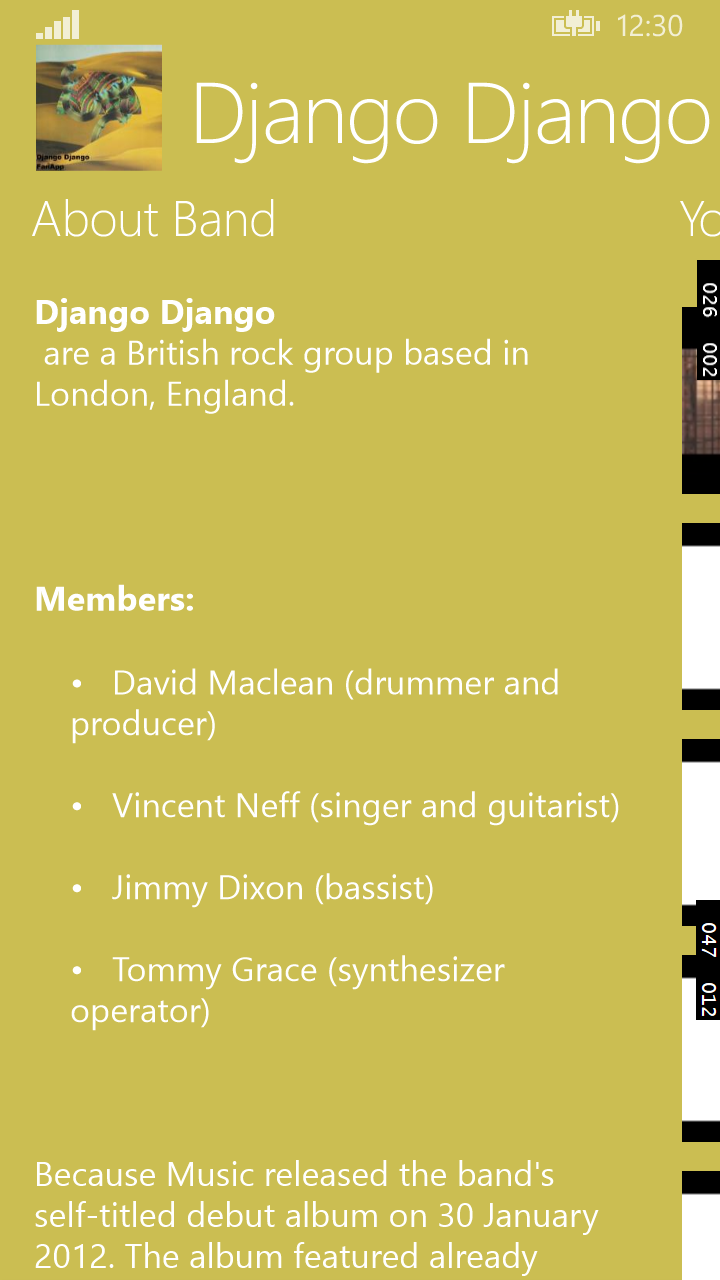 12:30
Django Django
FanApp
Django Django
About Band
Yo
Django Django
are a British rock group based in
London, England.
Members:
• David Maclean (drummer and
producer)
• Vincent Neff (singer and guitarist)
• Jimmy Dixon (bassist)
• Tommy Grace (synthesizer
operator)
Because Music released the band's
self-titled debut album on 30 January
2012. The album featured already
026
002
047
012